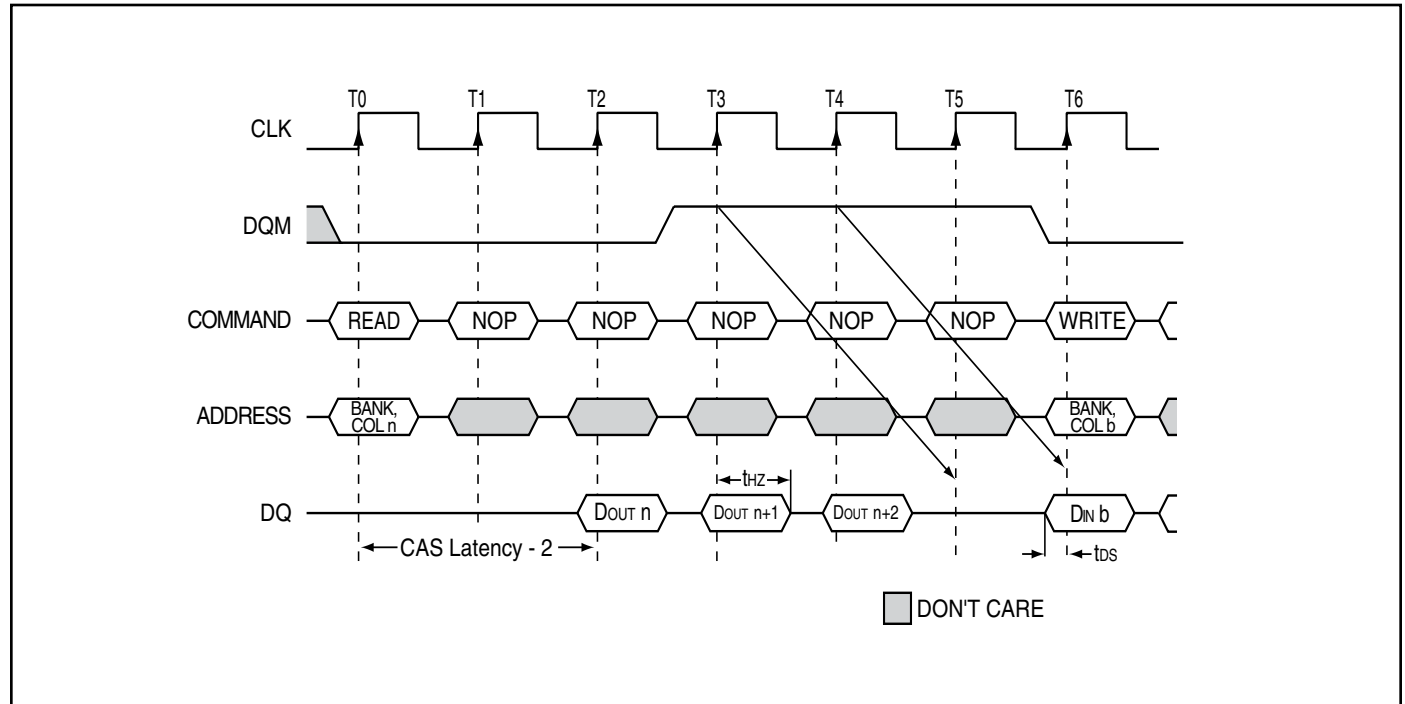 T0 T1 T2 T3 T4 T5 T6
CLK
DQM
COMMAND READ NOP NOP NOP NOP NOP WRITE
ADDRESS BANK, COL n BANK, COL b
tHZ
DQ DOUT n DOUT n+1 DOUT n+2 DIN b
CAS Latency - 2 tDS
DON'T CARE